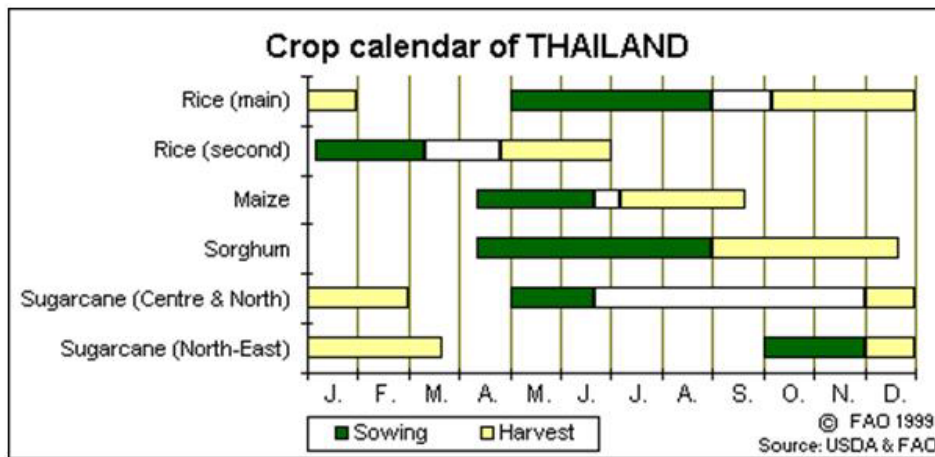 Crop calendar of THAILAND
Rice (main)
Rice (second)
Maize
Sorghum
Sugarcane (Centre & North)
Sugarcane (North-East)
J. F. M. A. M. J. J. A. S. O. N. D.
Sowing Harvest
© FAO 1999
Source: USDA & FAO